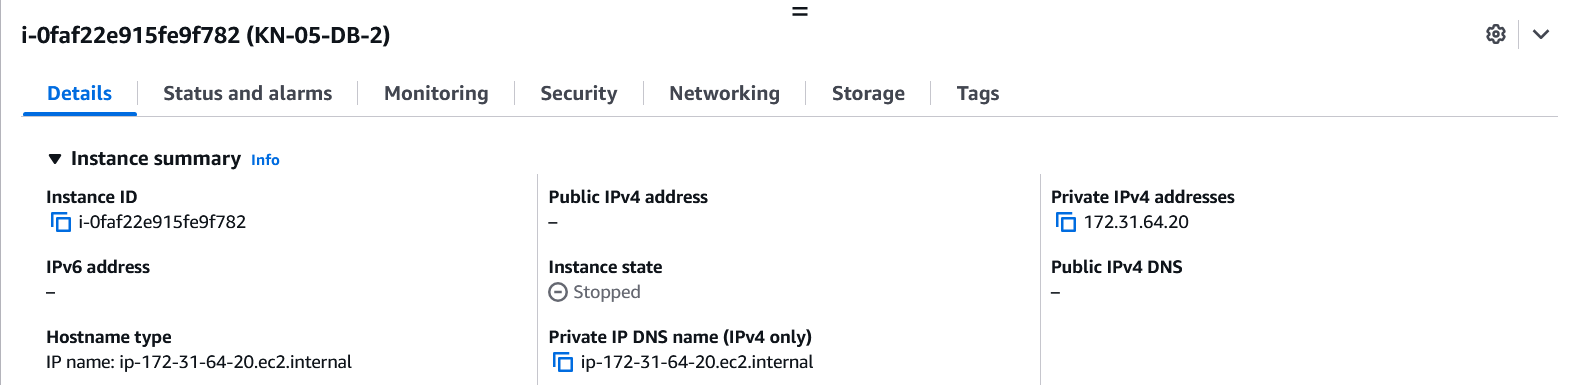 i-0faf22e915fe9f782 (KN-05-DB-2)
Details
Status and alarms
Monitoring
Security
Networking
Storage
Tags
Instance summary Info
Instance ID
i-0faf22e915fe9f782
Public IPv4 address
–
Private IPv4 addresses
172.31.64.20
IPv6 address
–
Instance state
Stopped
Public IPv4 DNS
–
Hostname type
IP name: ip-172-31-64-20.ec2.internal
Private IP DNS name (IPv4 only)
ip-172-31-64-20.ec2.internal